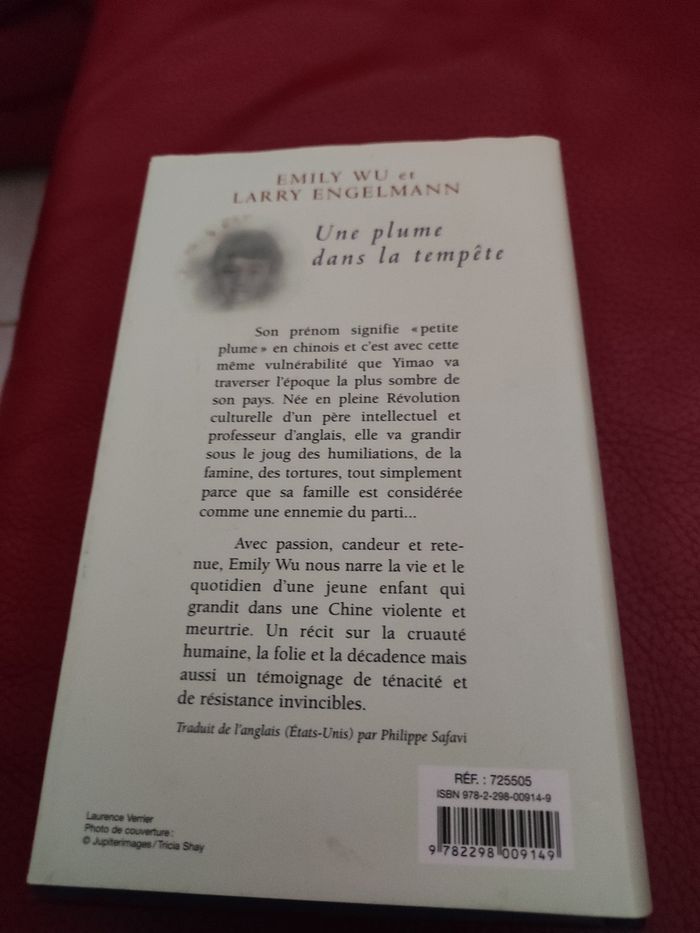 EMILY WU et
LARRY ENGELMANN
Une plume
dans la tempête
Son prénom signifie «petite
plume» en chinois et c'est avec cette
même vulnérabilité que Yimao va
traverser l'époque la plus sombre de
son pays. Née en pleine Révolution
culturelle d'un père intellectuel et
professeur d'anglais, elle va grandir
sous le joug des humiliations, de la
famine, des tortures, tout simplement
parce que sa famille est considérée
comme une ennemie du parti...
Avec passion, candeur et rete-
nue, Emily Wu nous narre la vie et le
quotidien d'une jeune enfant qui
grandit dans une Chine violente et
meurtrie. Un récit sur la cruauté
humaine, la folie et la décadence mais
aussi un témoignage de ténacité et
de résistance invincibles.
Traduit de l'anglais (États-Unis) par Philippe Safavi
RÉF. : 725505
ISBN 978-2-298-00914-9
9 782298 009149
Laurence Verrier
Photo de couverture :
© Jupiterimages/Tricia Shay